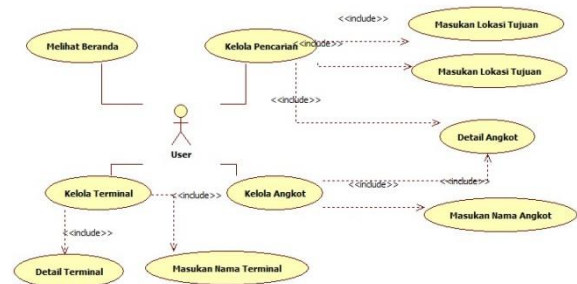 <<include>>
Masukan Lokasi Tujuan
Melihat Beranda
Kelola Pencarian
<<include>>
Masukan Lokasi Tujuan
<<include>>
Detail Angkot
User
Kelola Terminal
<<include>>
Kelola Angkot
<<include>>
<<include>>
Masukan Nama Angkot
<<include>>
Detail Terminal
Masukan Nama Terminal